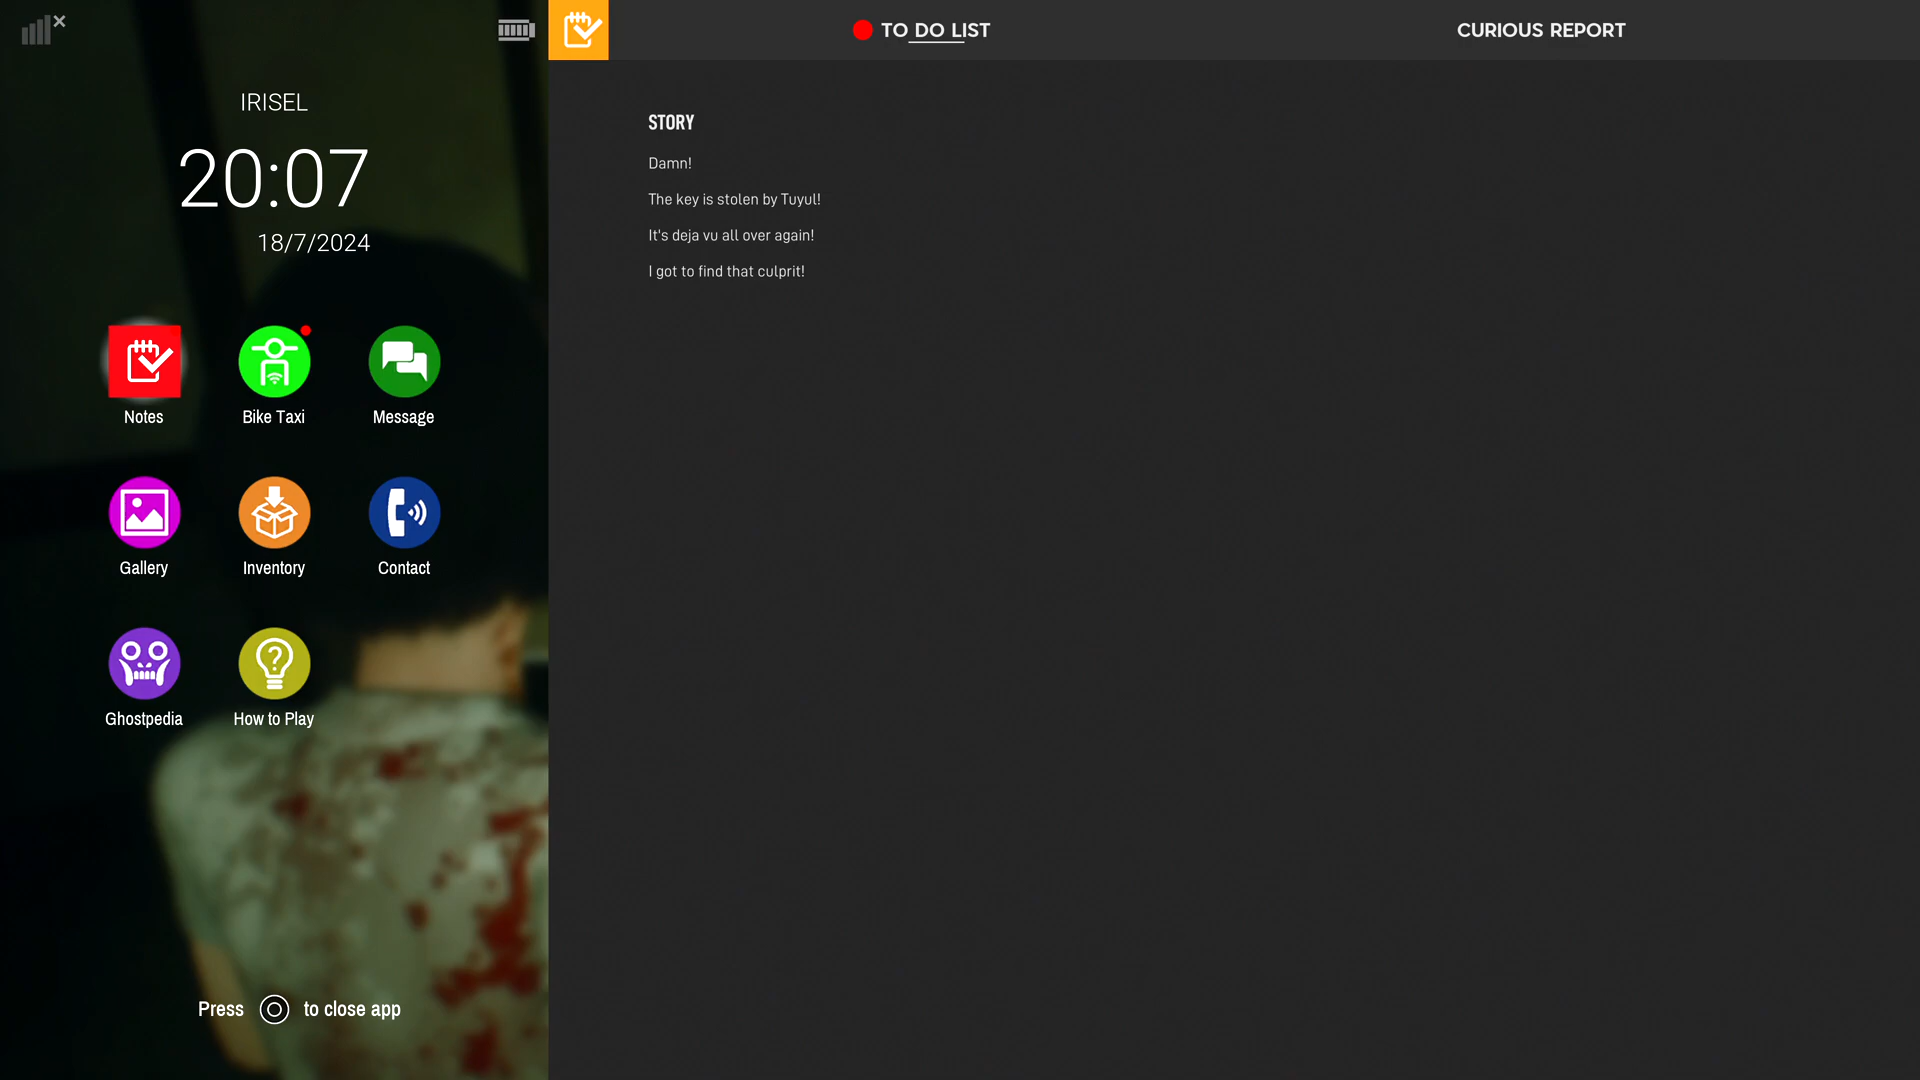 IRISEL
20:07
18/7/2024
Notes
Bike Taxi
Message
Gallery
Inventory
Contact
Ghostpedia
How to Play
Press to close app
TO DO LIST
CURIOUS REPORT
STORY
Damn!
The key is stolen by Tuyul!
It's deja vu all over again!
I got to find that culprit!